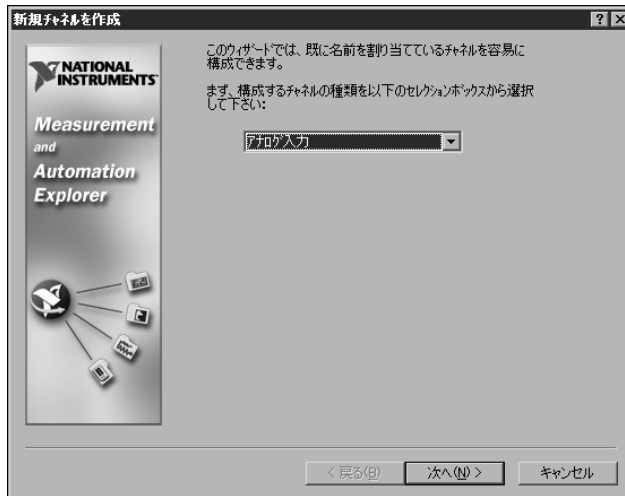 新規ﾁｬﾈﾙを作成
このｳｨｻﾞｰﾄﾞでは、既に名前を割り当てているﾁｬﾈﾙを容易に
構成できます。
まず、構成するﾁｬﾈﾙの種類を以下のｾﾚｸｼｮﾝﾎﾞｯｸｽから選択
して下さい:
ｱﾅﾛｸﾞ入力
NATIONAL
INSTRUMENTS
Measurement
and
Automation
Explorer
< 戻る(B)
次へ(N) >
キャンセル